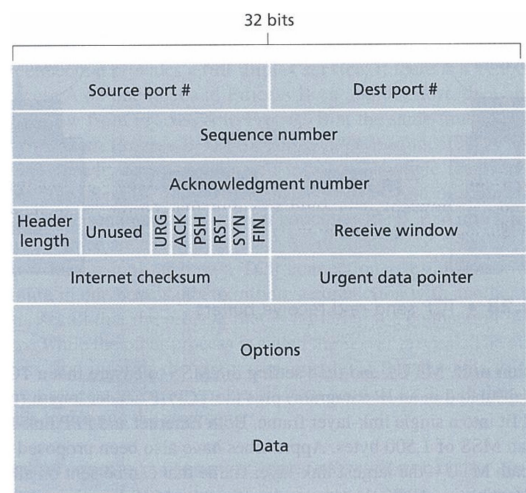 32 bits
Source port #
Dest port #
Sequence number
Acknowledgment number
Header
length
Unused
URG
ACK
PSH
RST
SYN
FIN
Receive window
Internet checksum
Urgent data pointer
Options
Data